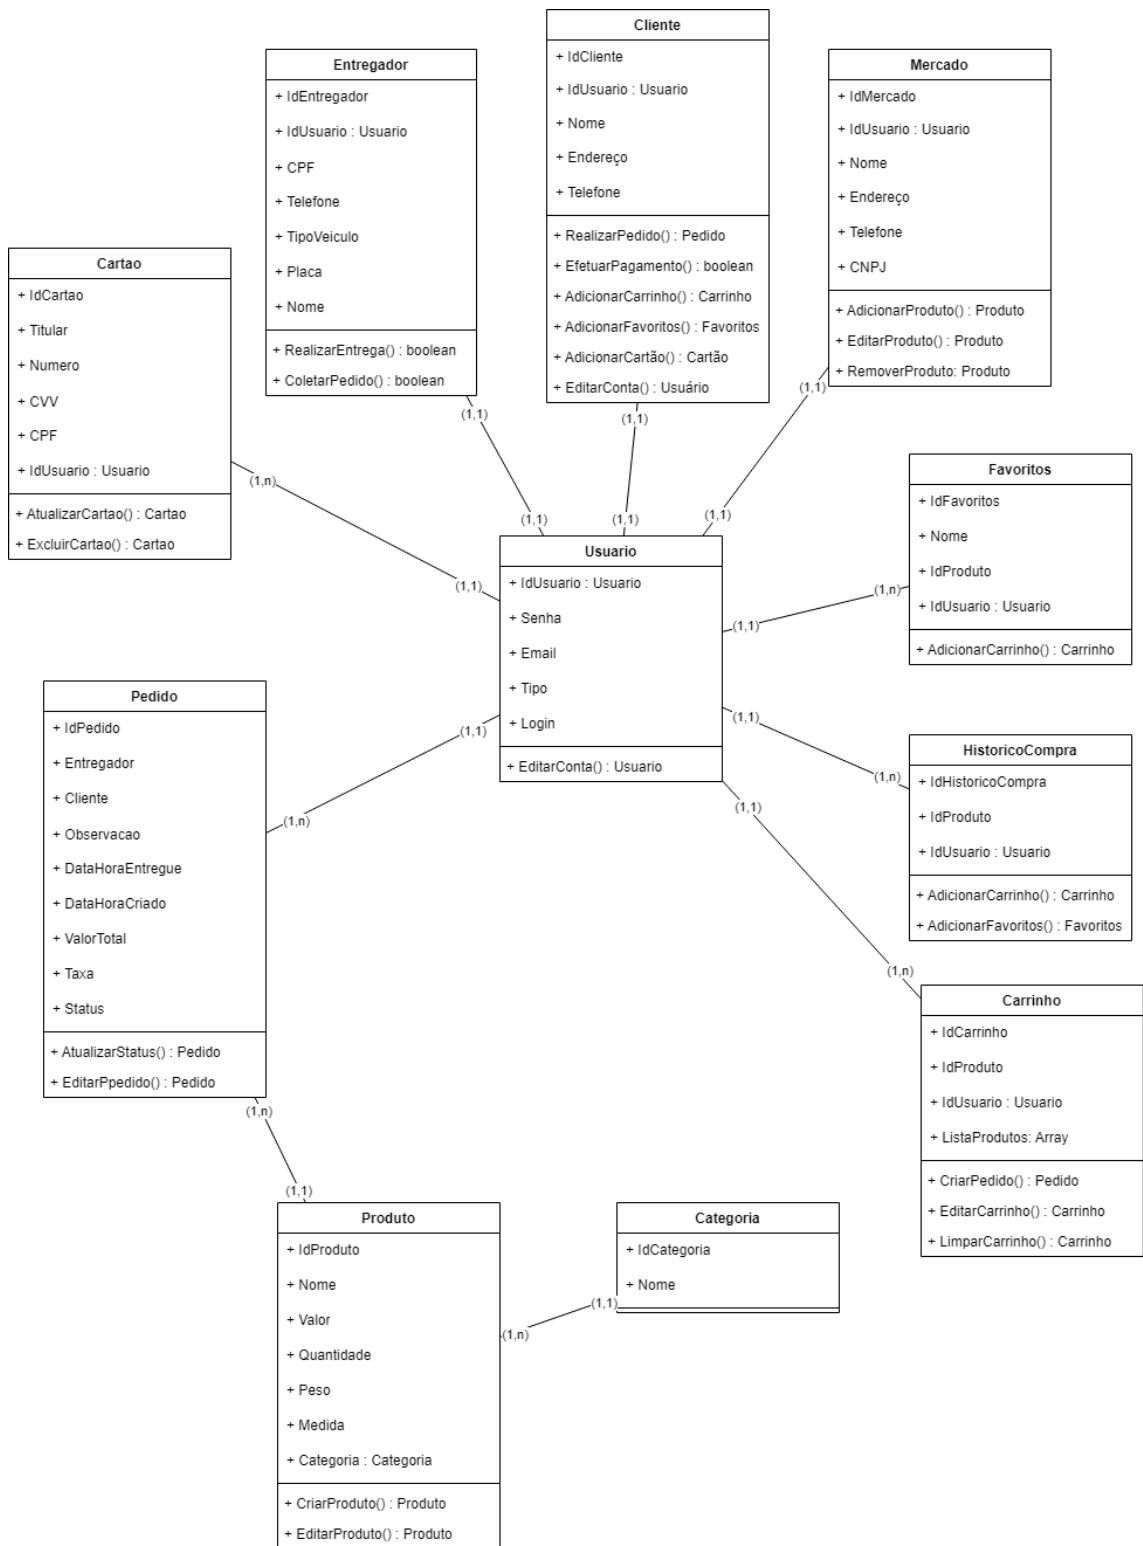 Cliente
+ IdCliente
+ IdUsuario : Usuario
+ Nome
+ Endereço
+ Telefone
+ RealizarPedido() : Pedido
+ EfetuarPagamento() : boolean
+ AdicionarCarrinho() : Carrinho
+ AdicionarFavoritos() : Favoritos
+ AdicionarCartão() : Cartão
+ EditarConta() : Usuário
(1,1)
(1,1)
Entregador
+ IdEntregador
+ IdUsuario : Usuario
+ CPF
+ Telefone
+ TipoVeiculo
+ Placa
+ Nome
+ RealizarEntrega() : boolean
+ ColetarPedido() : boolean
(1,1)
(1,1)
Mercado
+ IdMercado
+ IdUsuario : Usuario
+ Nome
+ Endereço
+ Telefone
+ CNPJ
+ AdicionarProduto() : Produto
+ EditarProduto() : Produto
+ RemoverProduto: Produto
(1,1)
(1,1)
Cartao
+ IdCartao
+ Titular
+ Numero
+ CVV
+ CPF
+ IdUsuario : Usuario
+ AtualizarCartao() : Cartao
+ ExcluirCartao() : Cartao
(1,n)
(1,1)
Favoritos
+ IdFavoritos
+ Nome
+ IdProduto
+ IdUsuario : Usuario
+ AdicionarCarrinho() : Carrinho
(1,n)
(1,1)
Usuario
+ IdUsuario : Usuario
+ Senha
+ Email
+ Tipo
+ Login
+ EditarConta() : Usuario
Pedido
+ IdPedido
+ Entregador
+ Cliente
+ Observacao
+ DataHoraEntregue
+ DataHoraCriado
+ ValorTotal
+ Taxa
+ Status
+ AtualizarStatus() : Pedido
+ EditarPpedido() : Pedido
(1,1)
(1,n)
(1,n)
(1,1)
HistoricoCompra
+ IdHistoricoCompra
+ IdProduto
+ IdUsuario : Usuario
+ AdicionarCarrinho() : Carrinho
+ AdicionarFavoritos() : Favoritos
(1,1)
(1,n)
Carrinho
+ IdCarrinho
+ IdProduto
+ IdUsuario : Usuario
+ ListaProdutos: Array
+ CriarPedido() : Pedido
+ EditarCarrinho() : Carrinho
+ LimparCarrinho() : Carrinho
(1,1)
(1,n)
Produto
+ IdProduto
+ Nome
+ Valor
+ Quantidade
+ Peso
+ Medida
+ Categoria : Categoria
+ CriarProduto() : Produto
+ EditarProduto() : Produto
(1,n)
(1,1)
Categoria
+ IdCategoria
+ Nome